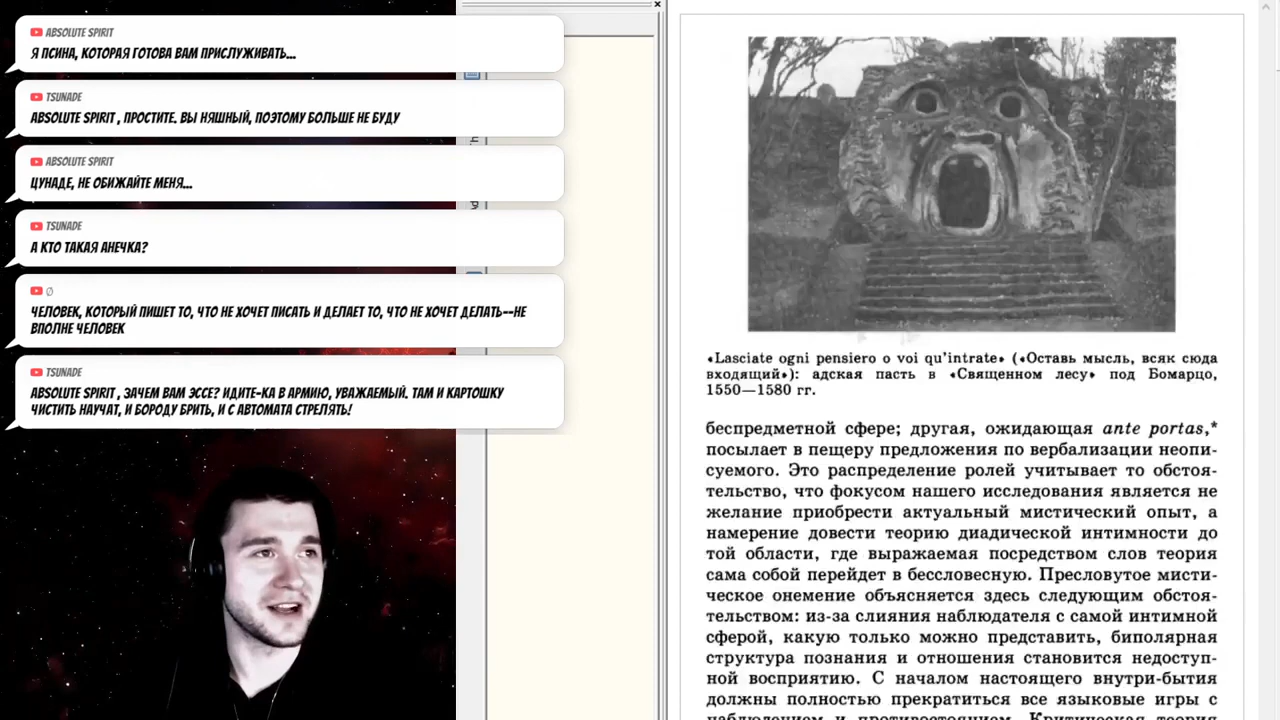 ABSOLUTE SPIRIT
Я ПСИНА, КОТОРАЯ ГОТОВА ВАМ ПРИСЛУЖИВАТЬ...
TSUNADE
ABSOLUTE SPIRIT , ПРОСТИТЕ. ВЫ НЯШНЫЙ, ПОЭТОМУ БОЛЬШЕ НЕ БУДУ
ABSOLUTE SPIRIT
ЦУНАДЕ, НЕ ОБИЖАЙТЕ МЕНЯ...
TSUNADE
А КТО ТАКАЯ АНЕЧКА?
Ø
ЧЕЛОВЕК, КОТОРЫЙ ПИШЕТ ТО, ЧТО НЕ ХОЧЕТ ПИСАТЬ И ДЕЛАЕТ ТО, ЧТО НЕ ХОЧЕТ ДЕЛАТЬ--НЕ
ВПОЛНЕ ЧЕЛОВЕК
TSUNADE
ABSOLUTE SPIRIT , ЗАЧЕМ ВАМ ЭССЕ? ИДИТЕ-КА В АРМИЮ, УВАЖАЕМЫЙ. ТАМ И КАРТОШКУ
ЧИСТИТЬ НАУЧАТ, И БОРОДУ БРИТЬ, И С АВТОМАТА СТРЕЛЯТЬ!
«Lasciate ogni pensiero o voi qu'intrate» («Оставь мысль, всяк сюда
входящий»): адская пасть в «Священном лесу» под Бомарцо,
1550—1580 гг.
беспредметной сфере; другая, ожидающая ante portas,*
посылает в пещеру предложения по вербализации неопи-
суемого. Это распределение ролей учитывает то обстоя-
тельство, что фокусом нашего исследования является не
желание приобрести актуальный мистический опыт, а
намерение довести теорию диадической интимности до
той области, где выражаемая посредством слов теория
сама собой перейдет в бессловесную. Пресловутое мисти-
ческое онемение объясняется здесь следующим обстоя-
тельством: из-за слияния наблюдателя с самой интимной
сферой, какую только можно представить, биполярная
структура познания и отношения становится недоступ-
ной восприятию. С началом настоящего внутри-бытия
должны полностью прекратиться все языковые игры с
наблюдением и противостоянием. Критическая теория